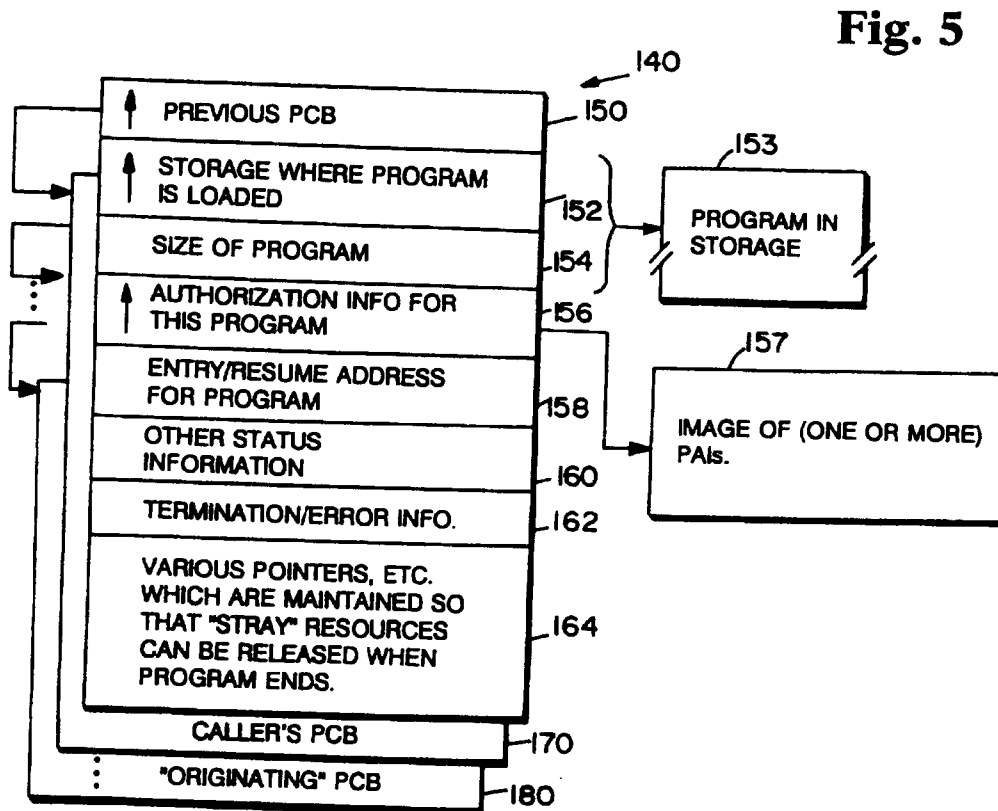 Fig. 5
140
PREVIOUS PCB
150
STORAGE WHERE PROGRAM
IS LOADED
152
153
PROGRAM IN
STORAGE
SIZE OF PROGRAM
154
AUTHORIZATION INFO FOR
THIS PROGRAM
156
157
IMAGE OF (ONE OR MORE)
PAIs.
ENTRY/RESUME ADDRESS
FOR PROGRAM
158
OTHER STATUS
INFORMATION
160
TERMINATION/ERROR INFO.
162
VARIOUS POINTERS, ETC.
WHICH ARE MAINTAINED SO
THAT "STRAY" RESOURCES
CAN BE RELEASED WHEN
PROGRAM ENDS.
164
CALLER'S PCB
170
"ORIGINATING" PCB
180